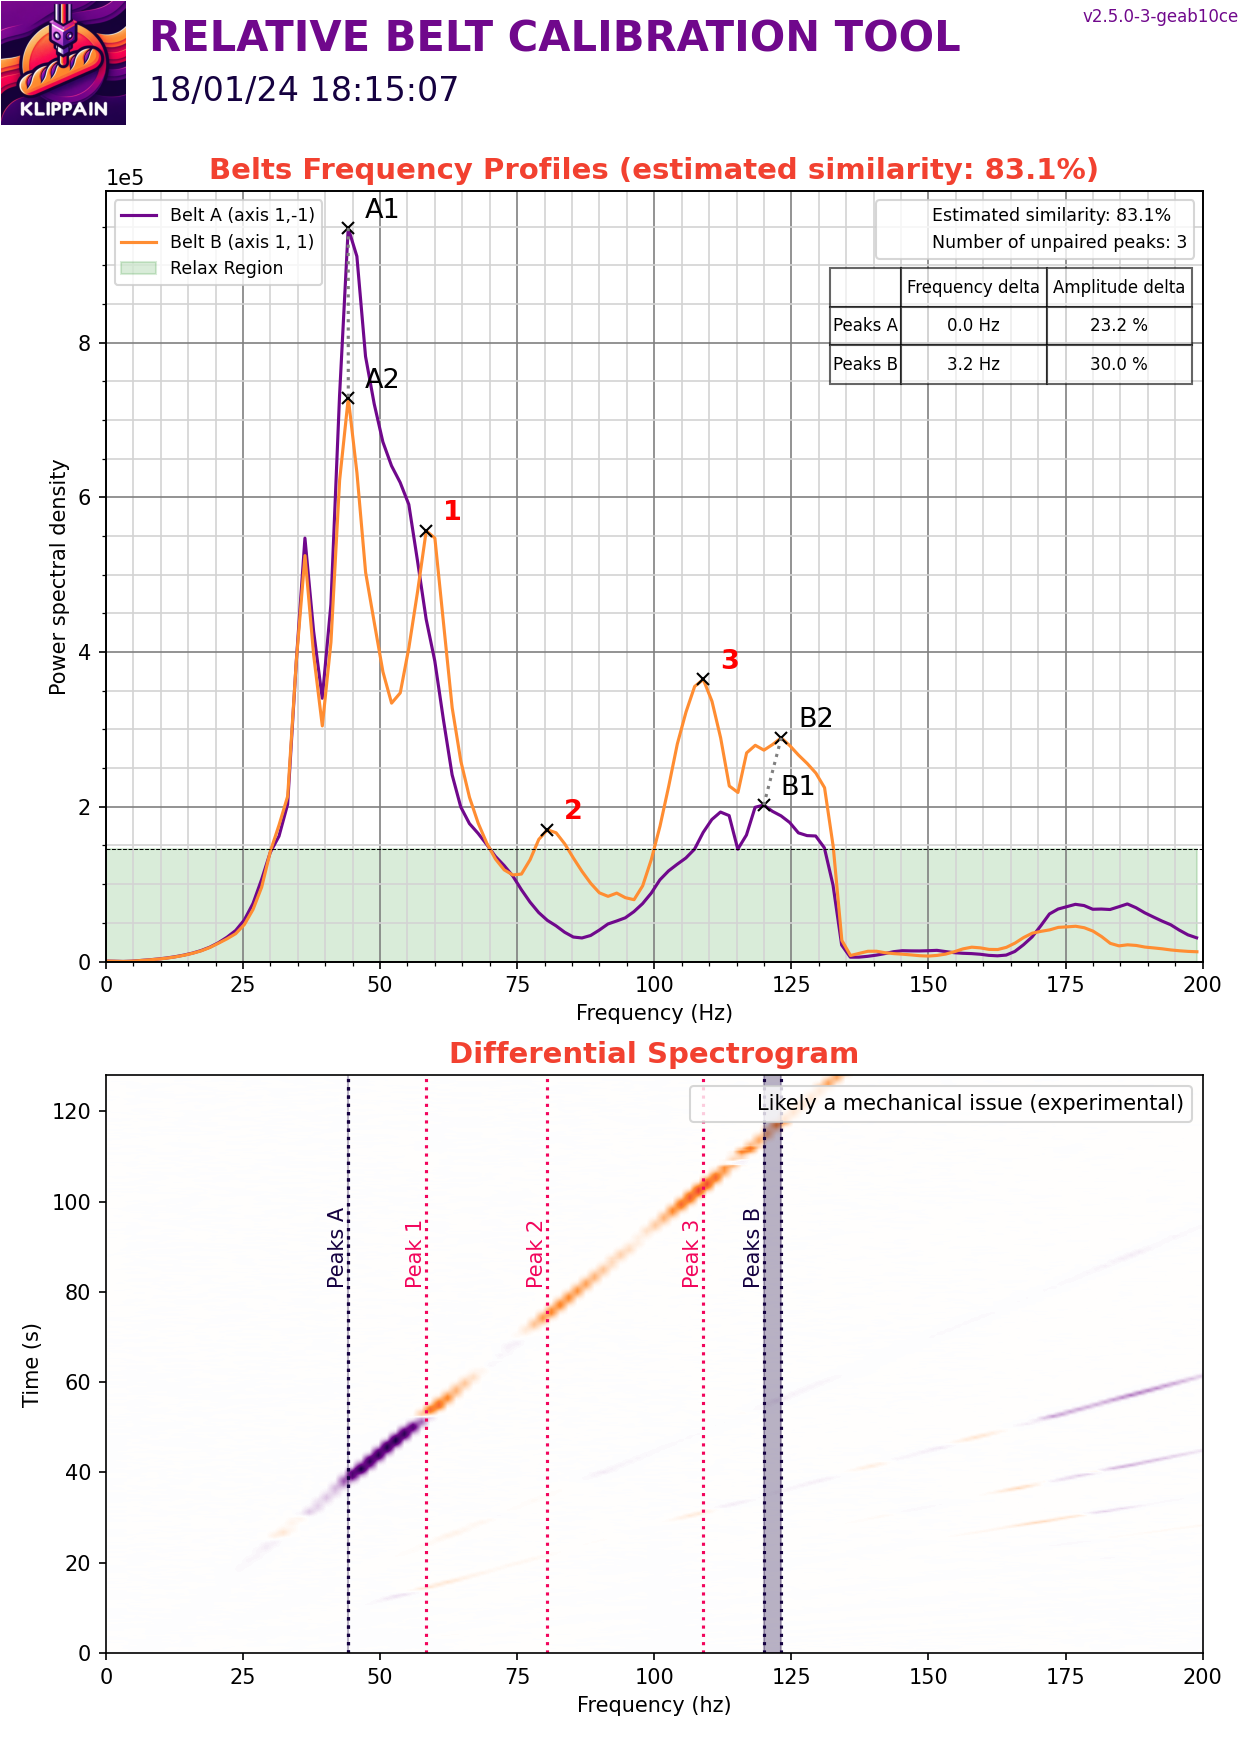 v2.5.0-3-geab10ce
RELATIVE BELT CALIBRATION TOOL
18/01/24 18:15:07
KLIPPAIN
Belts Frequency Profiles (estimated similarity: 83.1%)
1e5
Belt A (axis 1,-1)
Belt B (axis 1, 1)
Relax Region
Estimated similarity: 83.1%
Number of unpaired peaks: 3
Frequency delta Amplitude delta
Peaks A 0.0 Hz 23.2 %
Peaks B 3.2 Hz 30.0 %
A1
A2
1
3
B2
B1
2
8
6
4
2
0
Power spectral density
0 25 50 75 100 125 150 175 200
Frequency (Hz)
Differential Spectrogram
Likely a mechanical issue (experimental)
Peaks A
Peak 1
Peak 2
Peak 3
Peaks B
120
100
80
60
40
20
0
Time (s)
0 25 50 75 100 125 150 175 200
Frequency (hz)